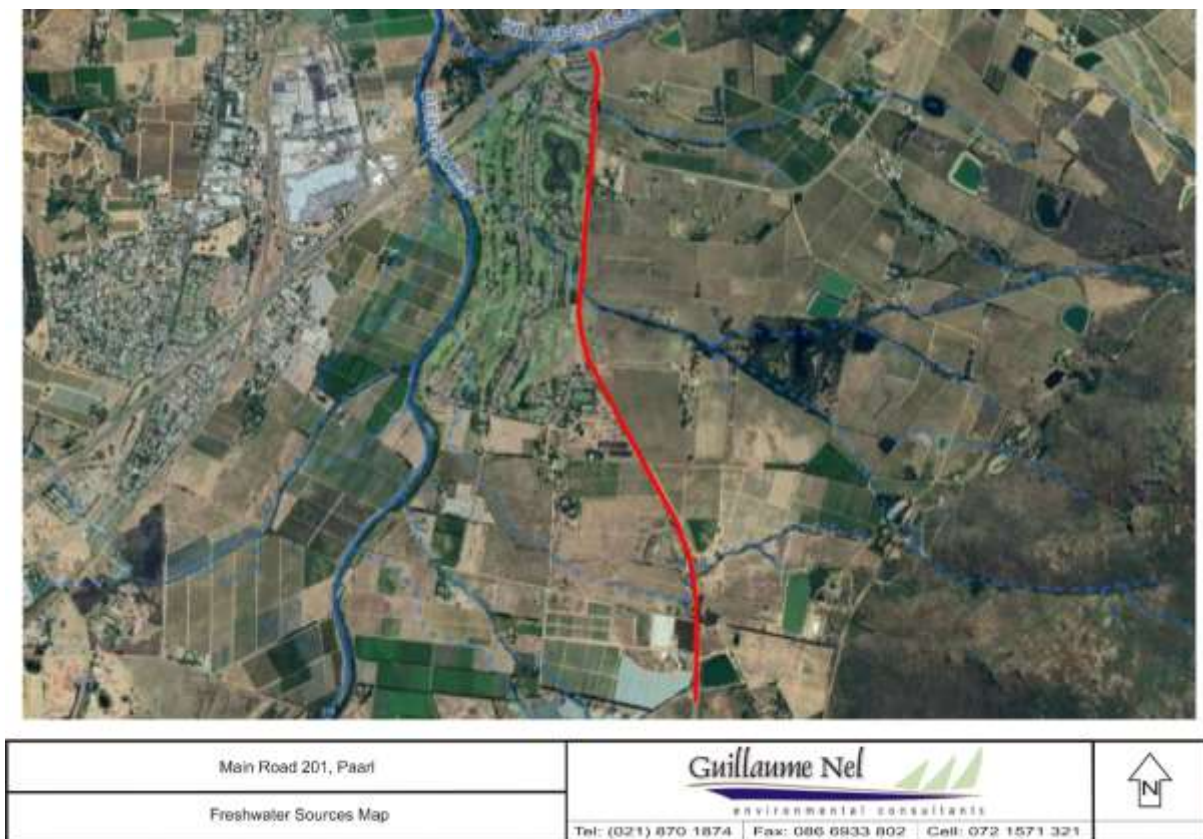 Main Road 201, Paarl
Freshwater Sources Map
Guillaume Nel
environmental consultants
Tel: (021) 870 1874
Fax: 086 6933 802
Cell: 072 1571 321
N